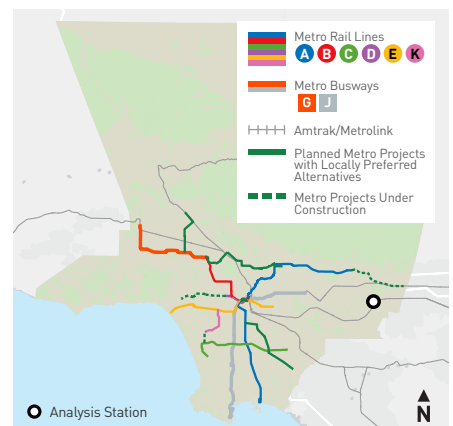 Metro Rail Lines
A B C D E K
Metro Busways
G J
Amtrak/Metrolink
Planned Metro Projects
with Locally Preferred
Alternatives
Metro Projects Under
Construction
Analysis Station
N